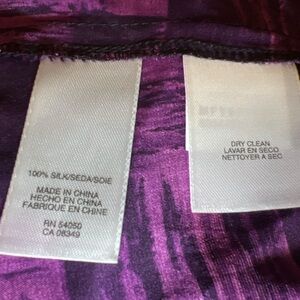 100% SILK/SEDA/SOIE
MADE IN CHINA
HECHO EN CHINA
FABRIQUE EN CHINE
RN 54050
CA 08349
DRY CLEAN
LAVAR EN SECO
NETTOYER A SEC